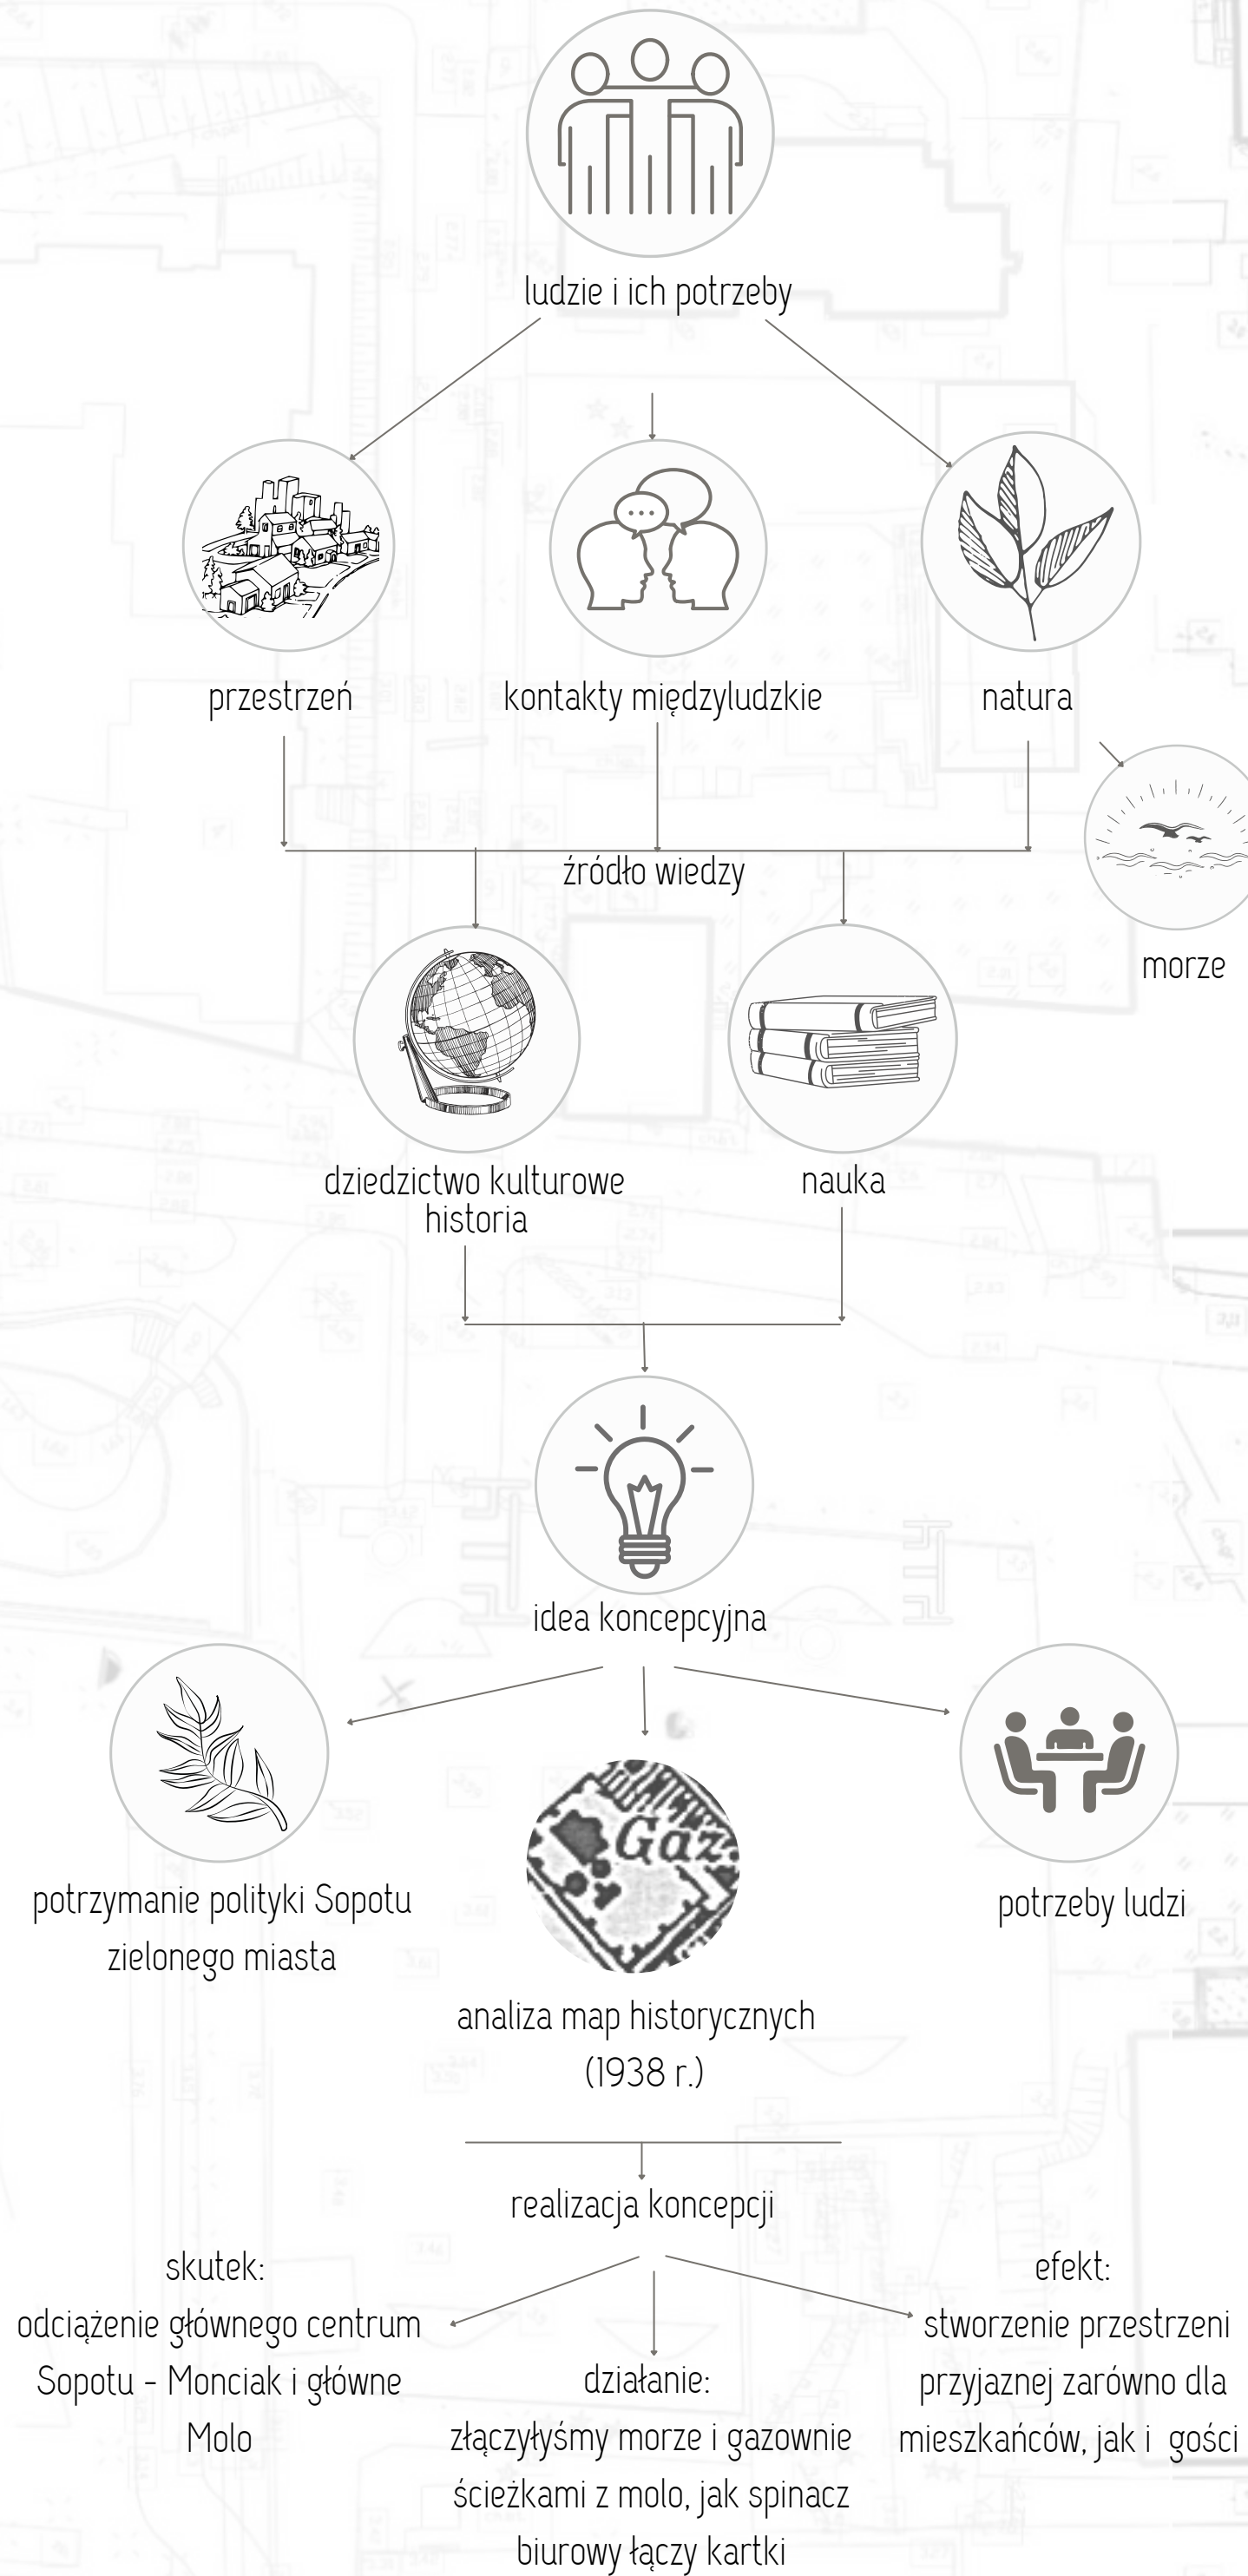 ludzie i ich potrzeby
przestrzeń
kontakty międzyludzkie
natura
źródło wiedzy
morze
dziedzictwo kulturowe
historia
nauka
idea koncepcyjna
potrzymanie polityki Sopotu
zielonego miasta
Gaz.
potrzeby ludzi
analiza map historycznych
(1938 r.)
realizacja koncepcji
skutek:
odciążenie głównego centrum
Sopotu - Monciak i główne
Molo
działanie:
złączyłyśmy morze i gazownie
ścieżkami z molo, jak spinacz
biurowy łączy kartki
efekt:
stworzenie przestrzeni
przyjaznej zarówno dla
mieszkańców, jak i  gości